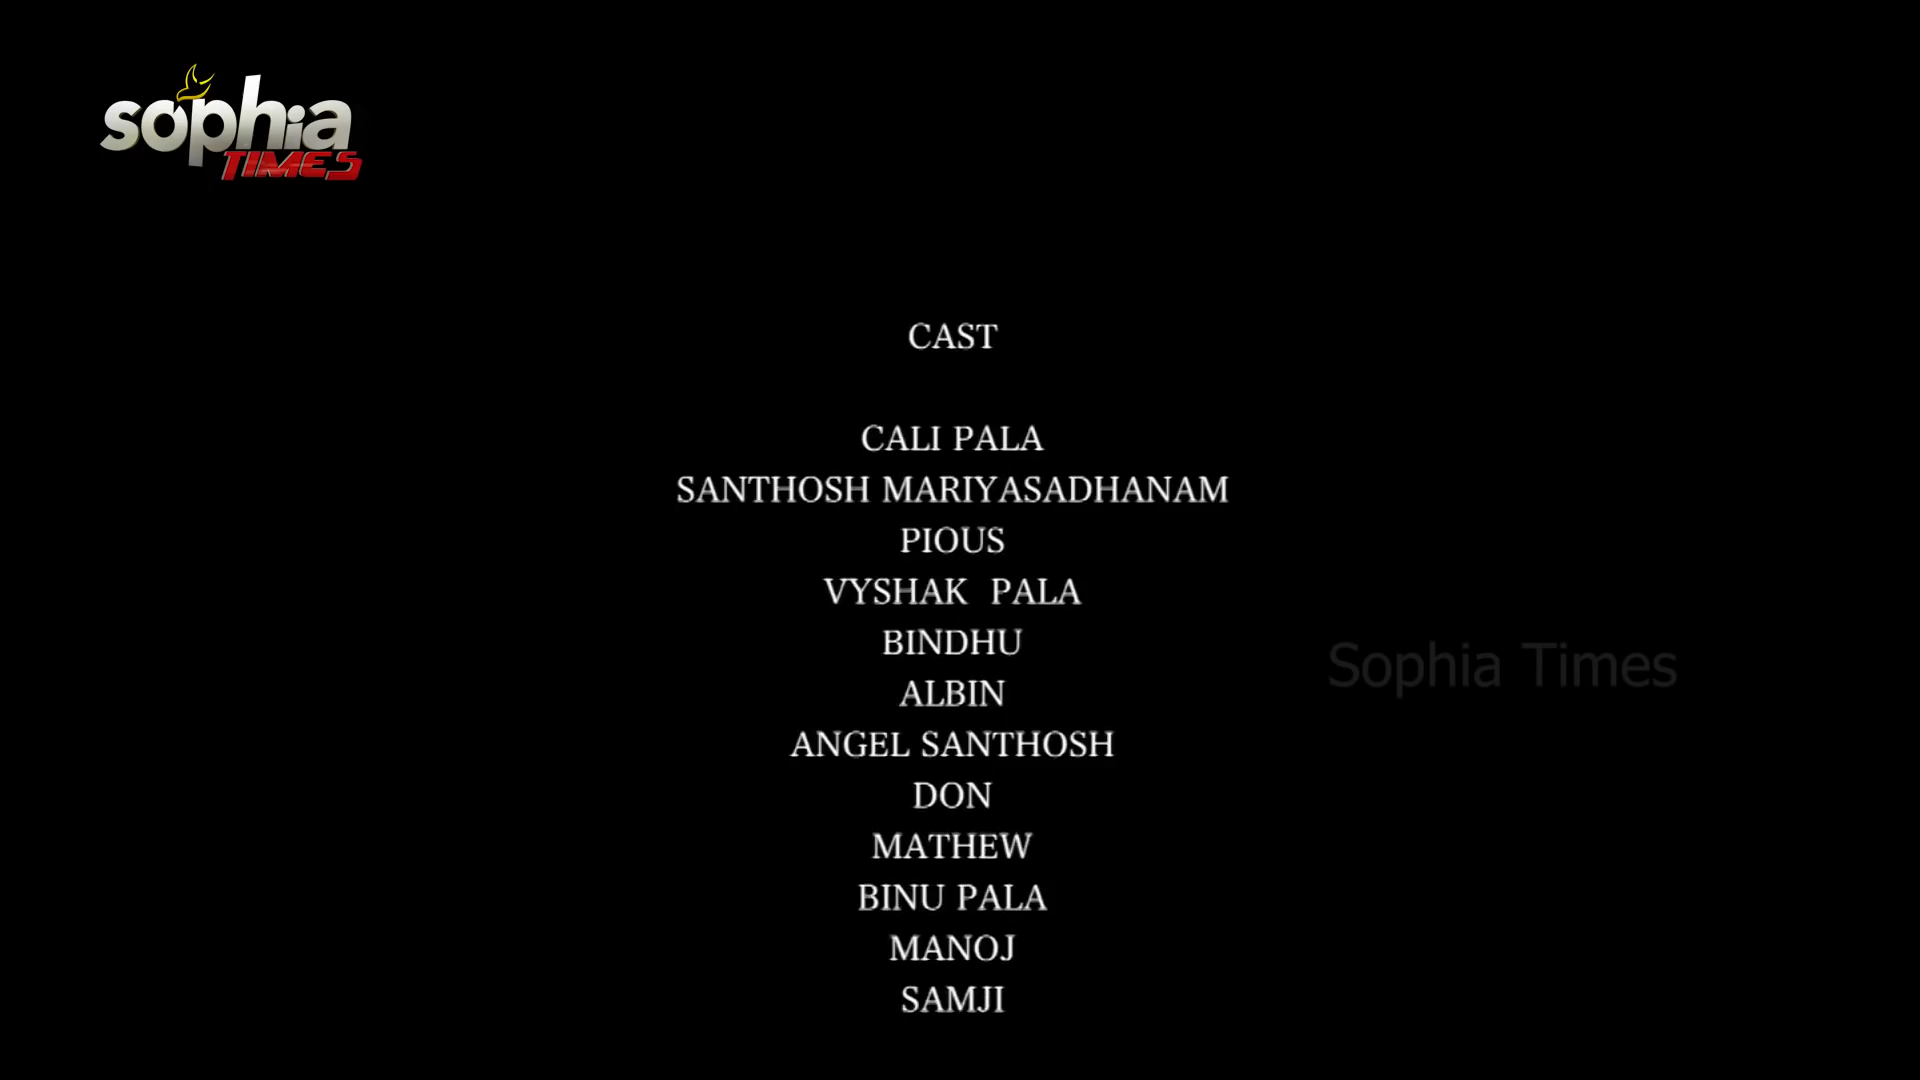 sophia
TIMES
CAST
CALI PALA
SANTHOSH MARIYASADHANAM
PIOUS
VYSHAK  PALA
BINDHU
Sophia Times
ALBIN
ANGEL SANTHOSH
DON
MATHEW
BINU PALA
MANOJ
SAMJI